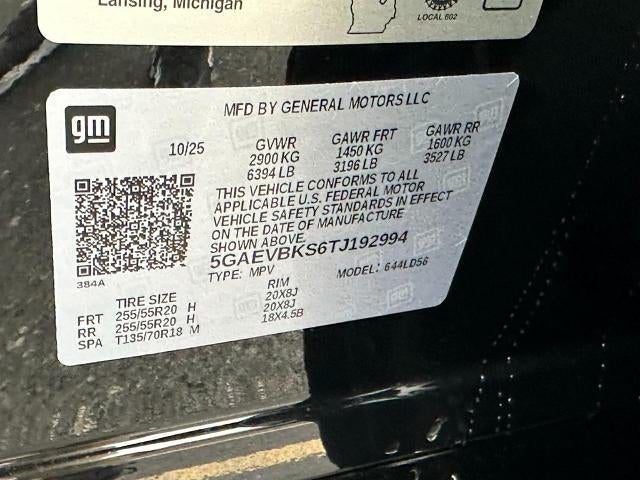 Lansing, Michigan
LOCAL 602
gm
MFD BY GENERAL MOTORS LLC
10/25 GVWR GAWR FRT GAWR RR
2900 KG 1450 KG 1600 KG
6394 LB 3196 LB 3527 LB
THIS VEHICLE CONFORMS TO ALL
APPLICABLE U.S. FEDERAL MOTOR
VEHICLE SAFETY STANDARDS IN EFFECT
ON THE DATE OF MANUFACTURE
SHOWN ABOVE.
5GAEVBKS6TJ192994
384A
TYPE: MPV MODEL: 644LD56
TIRE SIZE RIM
FRT 255/55R20 H 20X8J
RR 255/55R20 H 20X8J
SPA T135/70R18 M 18X4.5B